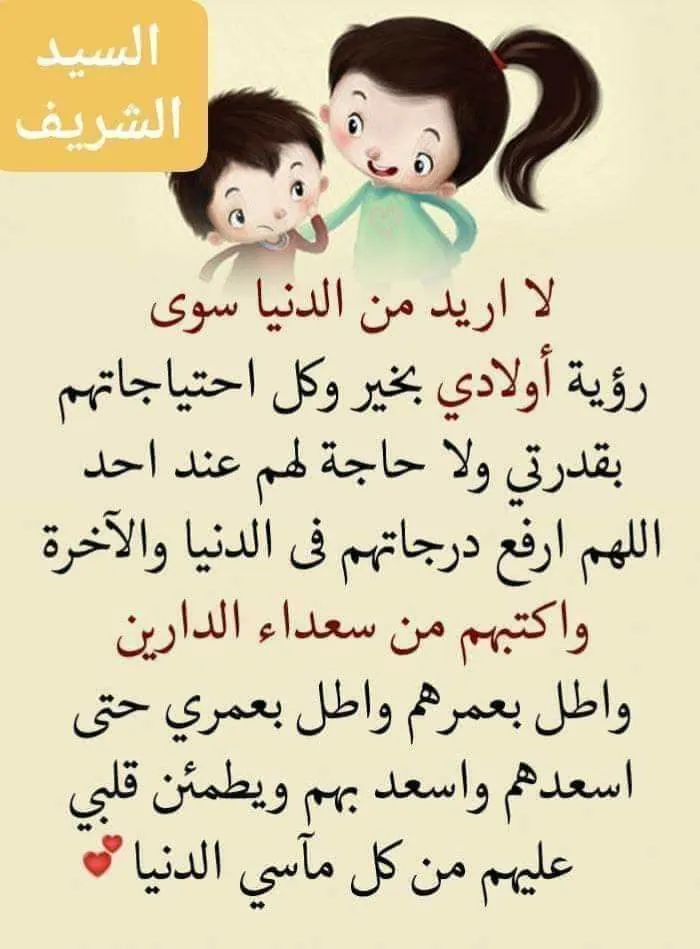 السيد
الشريف
لا اريد من الدنيا سوى
رؤية أولادي بخير وكل احتياجاتهم
بقدرتي ولا حاجة لهم عند احد
اللهم ارفع درجاتهم فى الدنيا والآخرة
واكتبهم من سعداء الدارين
واطل بعمرهم واطل بعمري حتى
اسعدهم واسعد بهم ويطمئن قلبي
عليهم من كل مآسي الدنيا 💕